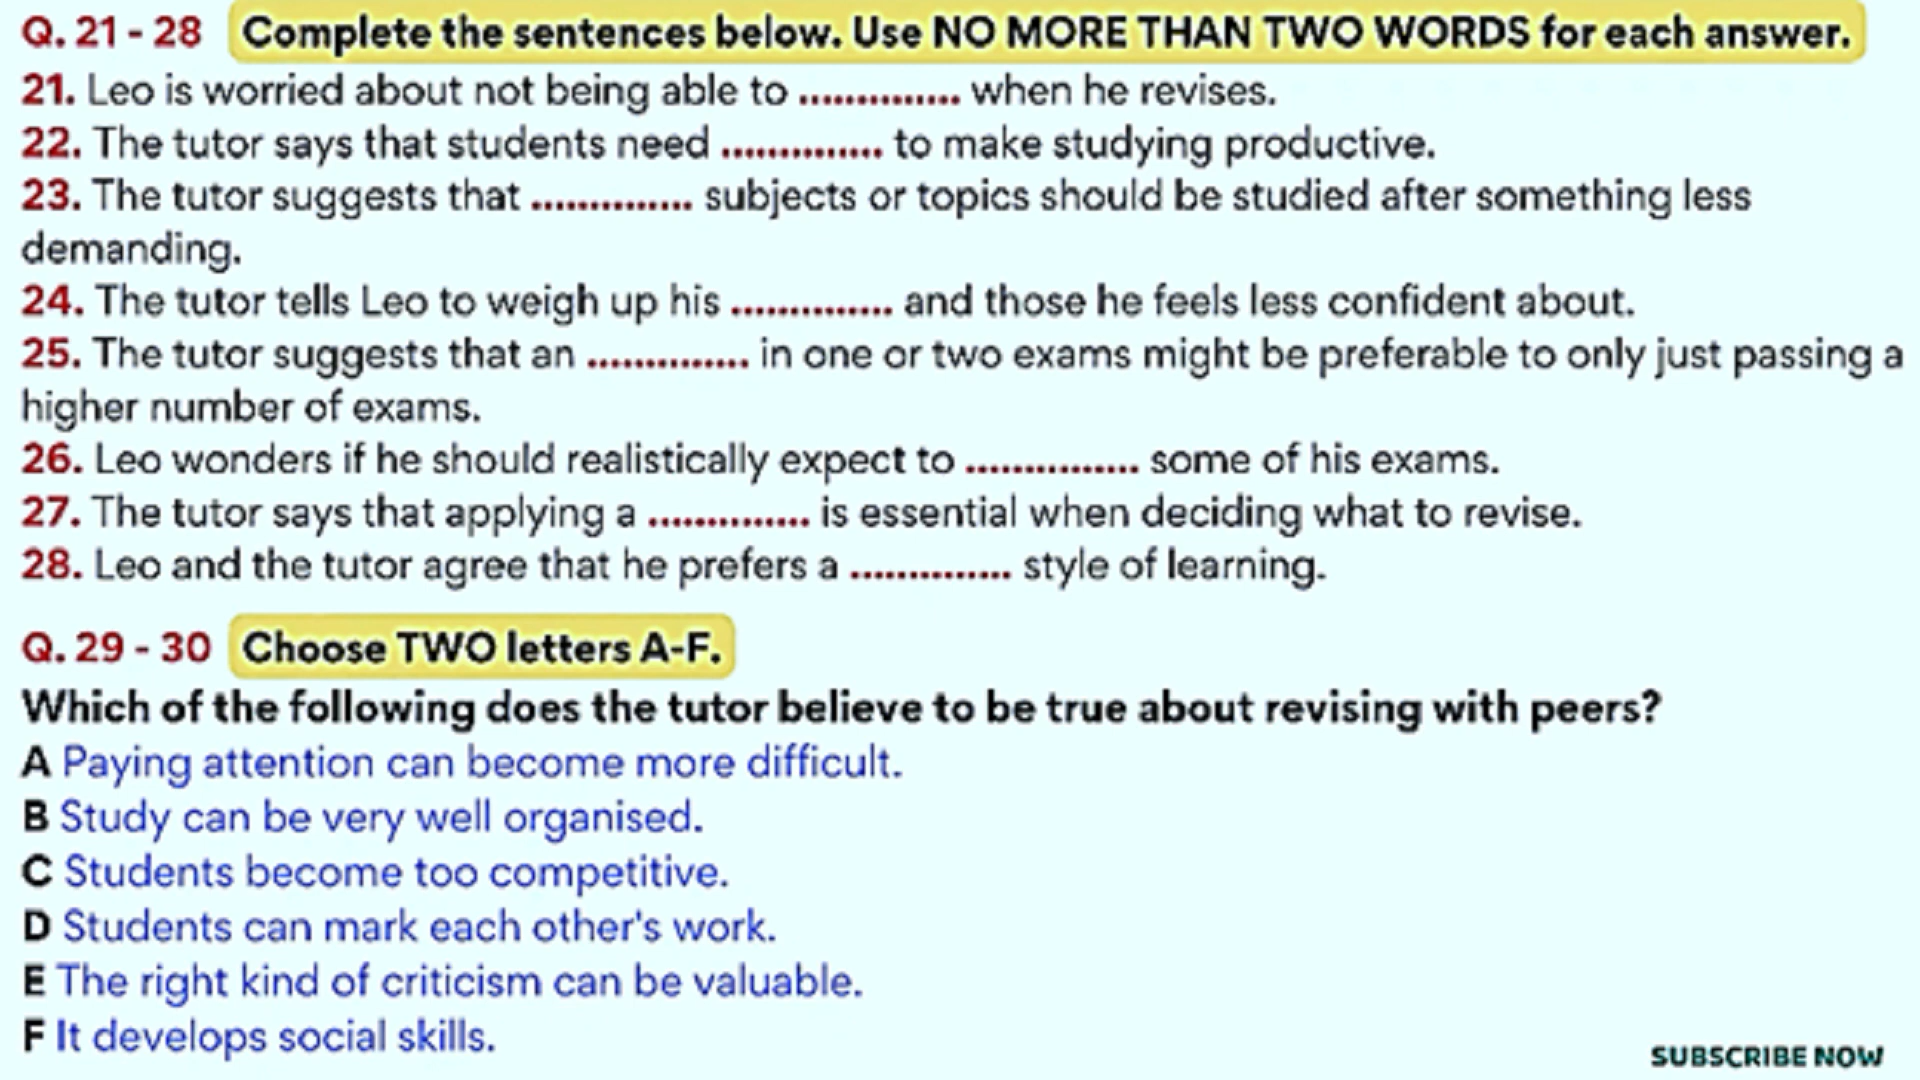 Q. 21 - 28 Complete the sentences below. Use NO MORE THAN TWO WORDS for each answer.
21. Leo is worried about not being able to .............. when he revises.
22. The tutor says that students need .............. to make studying productive.
23. The tutor suggests that .............. subjects or topics should be studied after something less
demanding.
24. The tutor tells Leo to weigh up his .............. and those he feels less confident about.
25. The tutor suggests that an .............. in one or two exams might be preferable to only just passing a
higher number of exams.
26. Leo wonders if he should realistically expect to ............... some of his exams.
27. The tutor says that applying a .............. is essential when deciding what to revise.
28. Leo and the tutor agree that he prefers a .............. style of learning.
Q. 29 - 30 Choose TWO letters A-F.
Which of the following does the tutor believe to be true about revising with peers?
A Paying attention can become more difficult.
B Study can be very well organised.
C Students become too competitive.
D Students can mark each other's work.
E The right kind of criticism can be valuable.
F It develops social skills.
SUBSCRIBE NOW